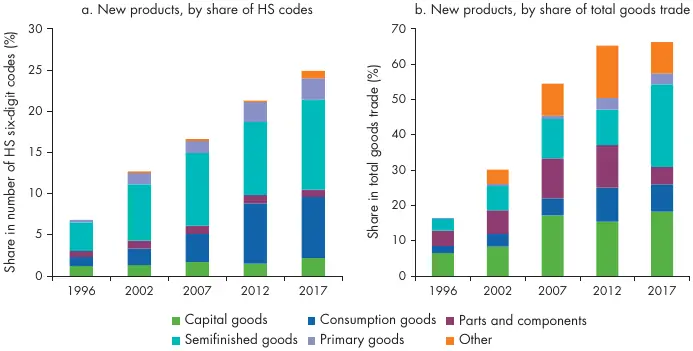 a. New products, by share of HS codes
Share in number of HS six-digit codes (%)
30
25
20
15
10
5
0
1996 2002 2007 2012 2017
b. New products, by share of total goods trade
Share in total goods trade (%)
70
60
50
40
30
20
10
0
1996 2002 2007 2012 2017
Capital goods Consumption goods Parts and components
Semifinished goods Primary goods Other